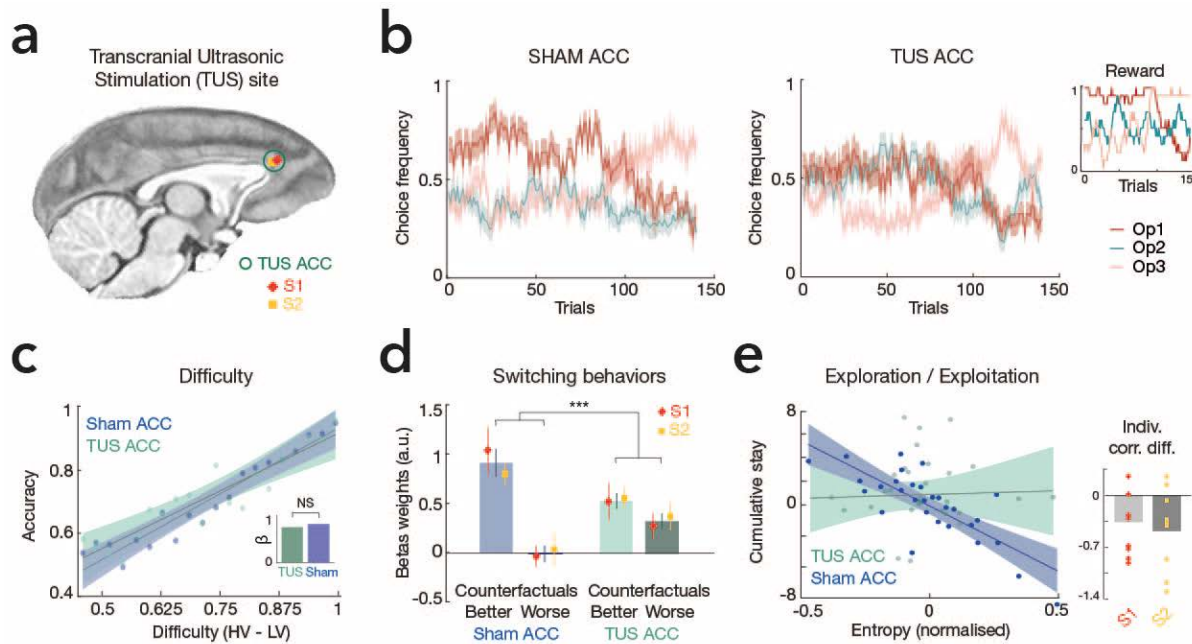 a
Transcranial Ultrasonic
Stimulation (TUS) site
TUS ACC
S1
S2
b
SHAM ACC
Choice frequency
1
0.5
0
0
50
100
150
Trials
TUS ACC
Choice frequency
1
0.5
0
0
50
100
150
Trials
Reward
1
0
0
5
10
15
Trials
Op1
Op2
Op3
c
Difficulty
Sham ACC
TUS ACC
Accuracy
1
0.8
0.6
0.4
0.5
0.625
0.75
0.875
1
Difficulty (HV - LV)
NS
β
1
0
TUS Sham
d
Switching behaviors
***
S1
S2
Betas weights (a.u.)
1.5
1
0.5
0
-0.5
Counterfactuals
Better Worse
Sham ACC
Counterfactuals
Better Worse
TUS ACC
e
Exploration / Exploitation
Cumulative stay
8
4
0
-4
-8
TUS ACC
Sham ACC
-0.5
0
0.5
Entropy (normalised)
Indiv.
corr. diff.
0
-0.7
-1.4
S1
S2